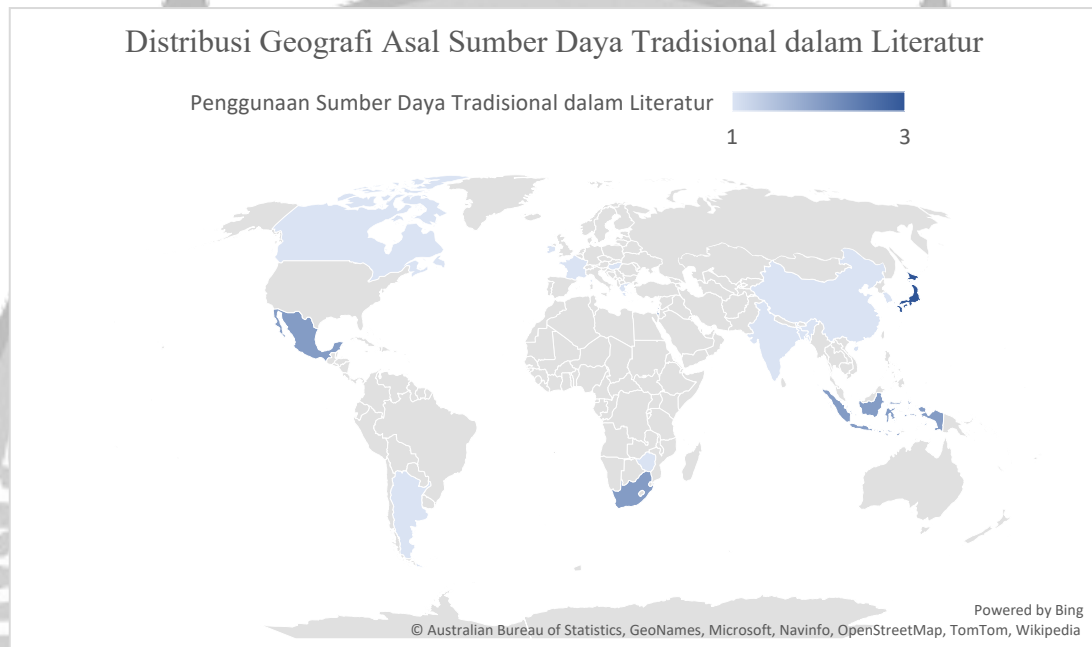 Distribusi Geografi Asal Sumber Daya Tradisional dalam Literatur
Penggunaan Sumber Daya Tradisional dalam Literatur
1 3
Powered by Bing
© Australian Bureau of Statistics, GeoNames, Microsoft, Navinfo, OpenStreetMap, TomTom, Wikipedia